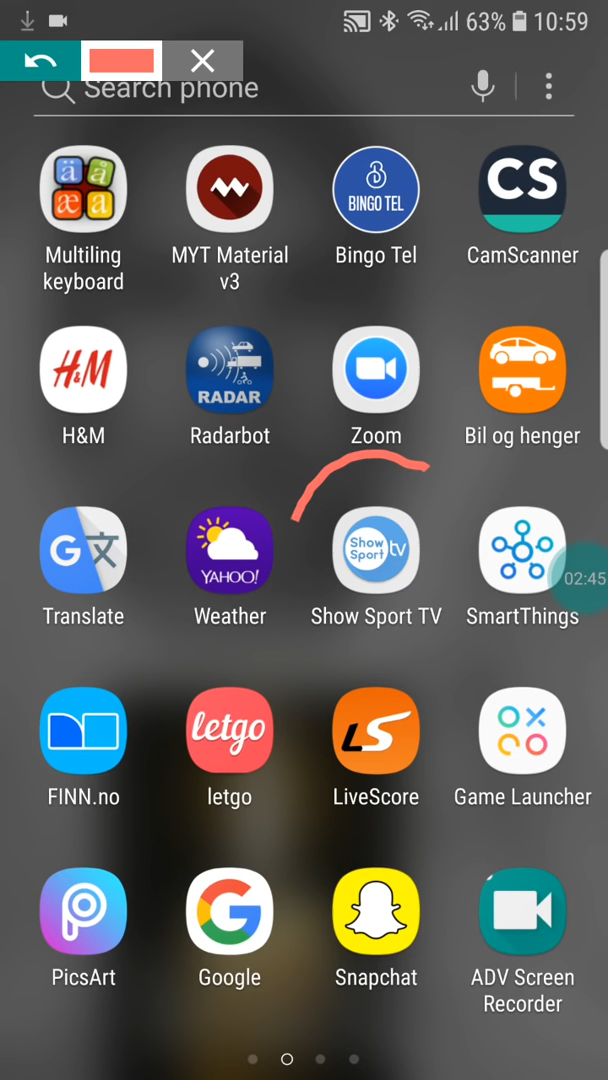 63% 10:59
Search phone
ä å æ a
BINGO TEL
CS
Multiling keyboard
MYT Material v3
Bingo Tel
CamScanner
H&M
RADAR
H&M
Radarbot
Zoom
Bil og henger
G 文
YAHOO!
Show Sport tv
02:45
Translate
Weather
Show Sport TV
SmartThings
letgo
LS
FINN.no
letgo
LiveScore
Game Launcher
G
PicsArt
Google
Snapchat
ADV Screen Recorder